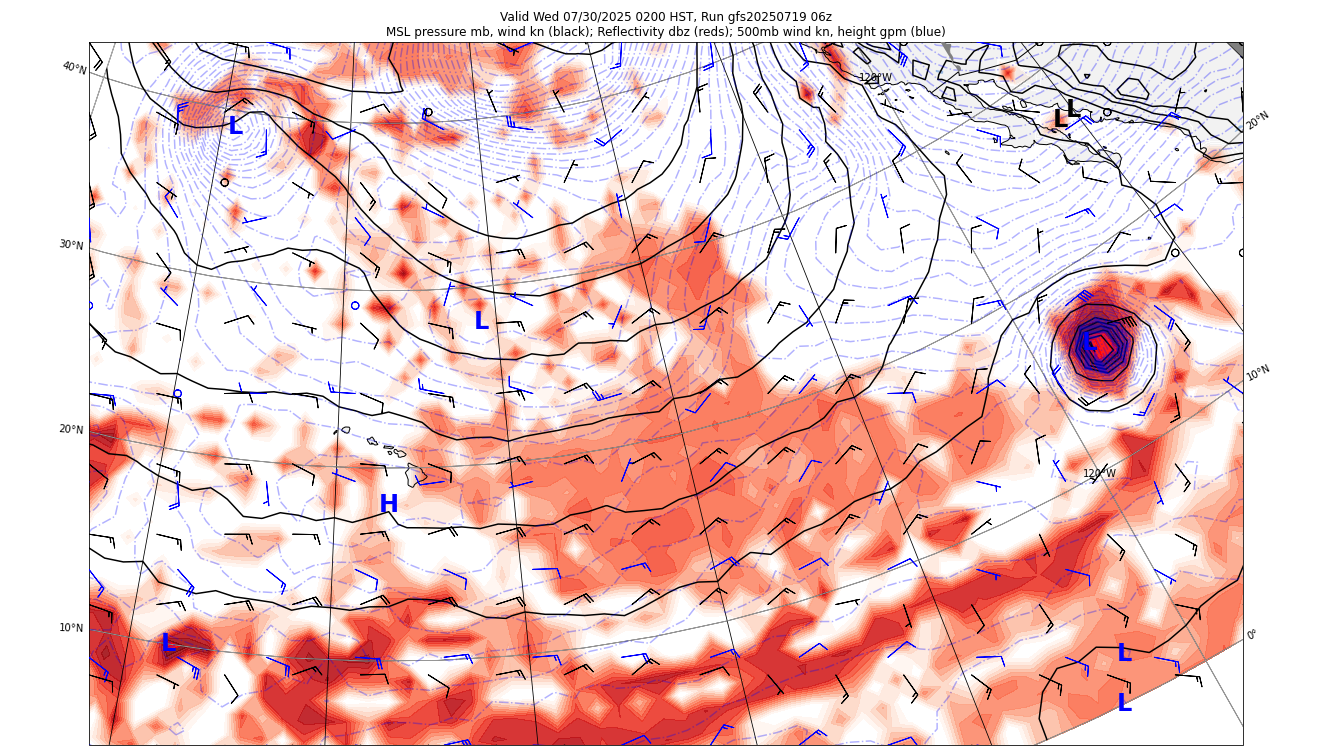 Valid Wed 07/30/2025 0200 HST, Run gfs20250719 06z
MSL pressure mb, wind kn (black); Reflectivity dbz (reds); 500mb wind kn, height gpm (blue)
40°N
120°W
20°N
L
L
L
30°N
L
10°N
20°N
120°W
H
10°N
0°
L
L
L